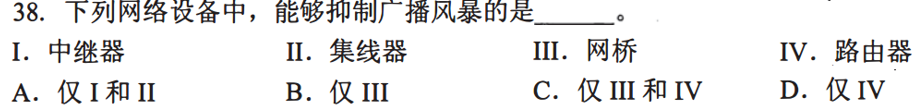 38. 下列网络设备中，能够抑制广播风暴的是______。
I. 中继器 II. 集线器 III. 网桥 IV. 路由器
A. 仅 I 和 II B. 仅 III C. 仅 III 和 IV D. 仅 IV